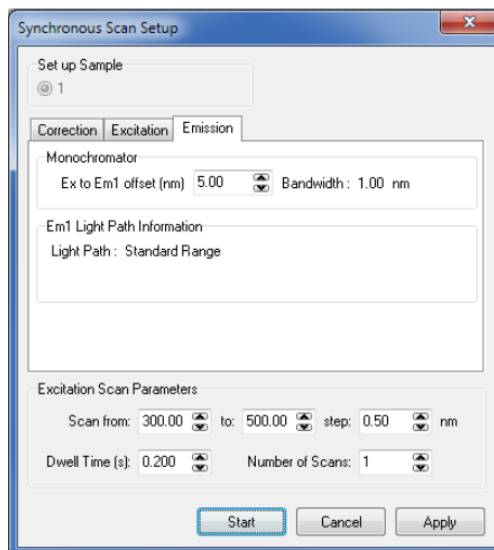 Synchronous Scan Setup
Set up Sample
1
Correction Excitation Emission
Monochromator
Ex to Em1 offset (nm) 5.00 Bandwidth : 1.00 nm
Em1 Light Path Information
Light Path : Standard Range
Excitation Scan Parameters
Scan from: 300.00 to: 500.00 step: 0.50 nm
Dwell Time (s): 0.200 Number of Scans: 1
Start Cancel Apply